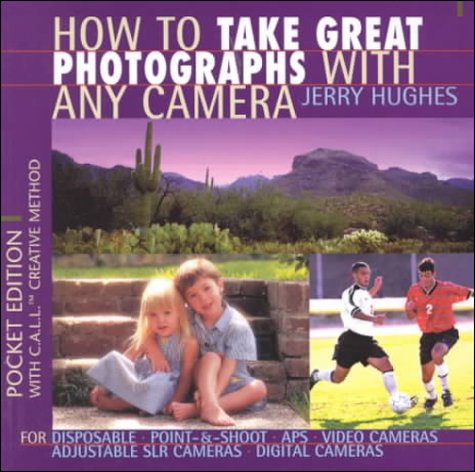 HOW TO TAKE GREAT
PHOTOGRAPHS WITH
ANY CAMERA JERRY HUGHES
POCKET EDITION
WITH C.A.L.L.™ CREATIVE METHOD
FOR DISPOSABLE · POINT-&-SHOOT · APS · VIDEO CAMERAS
ADJUSTABLE SLR CAMERAS · DIGITAL CAMERAS